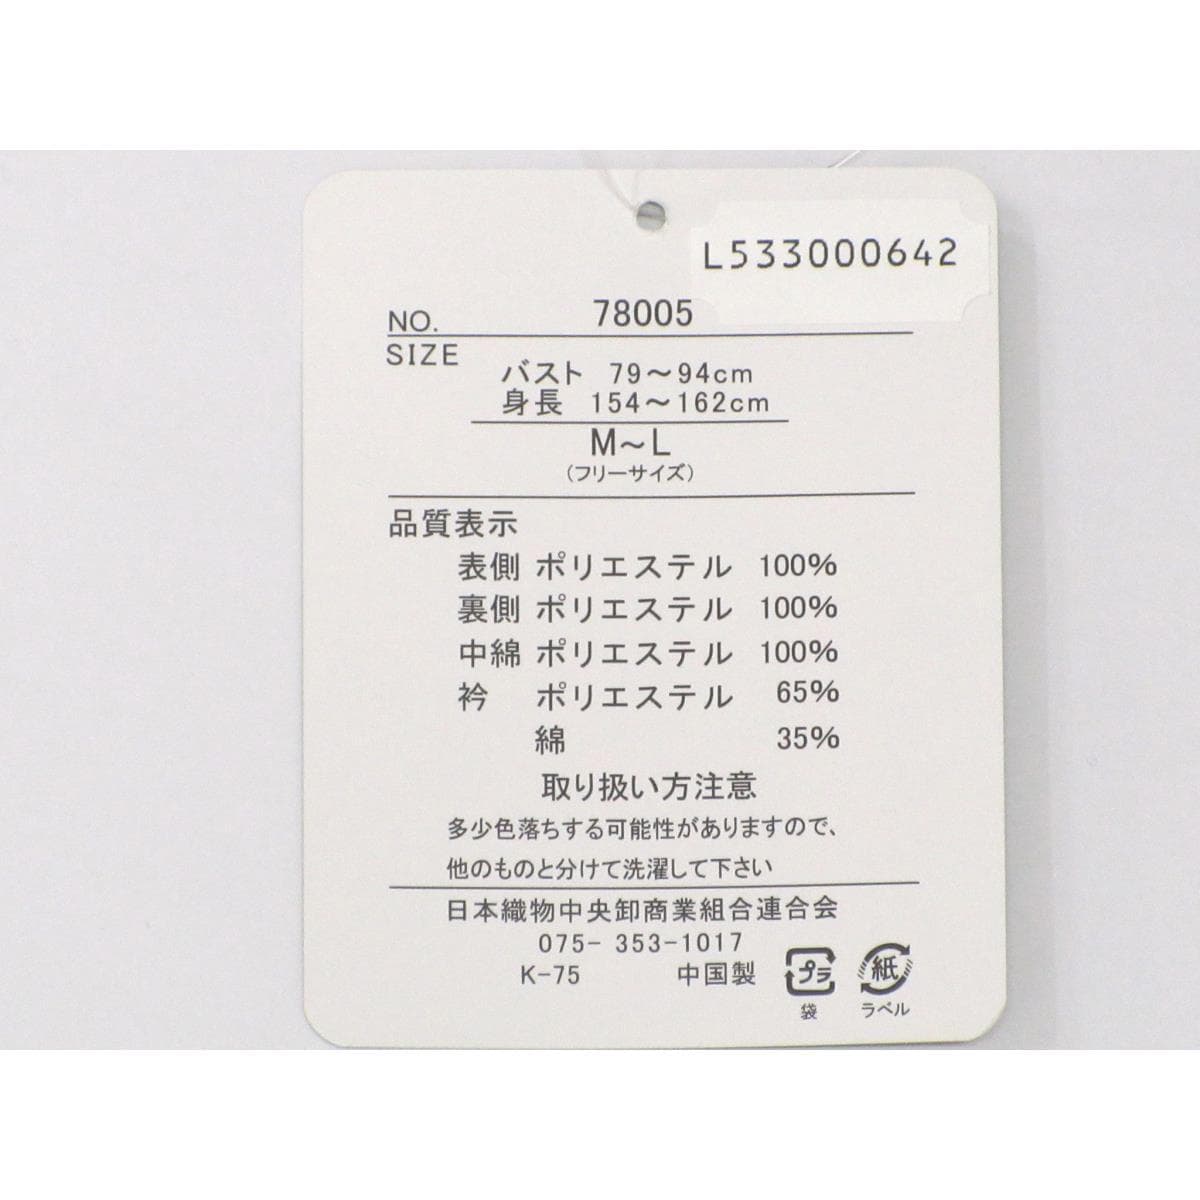 L533000642
NO. 78005
SIZE
バスト 79～94cm
身長 154～162cm
M～L
(フリーサイズ)
品質表示
表側 ポリエステル 100%
裏側 ポリエステル 100%
中綿 ポリエステル 100%
衿 ポリエステル 65%
綿 35%
取り扱い方注意
多少色落ちする可能性がありますので、
他のものと分けて洗濯して下さい
日本織物中央卸商業組合連合会
075- 353-1017
K-75 中国製
プラ 紙
袋 ラベル